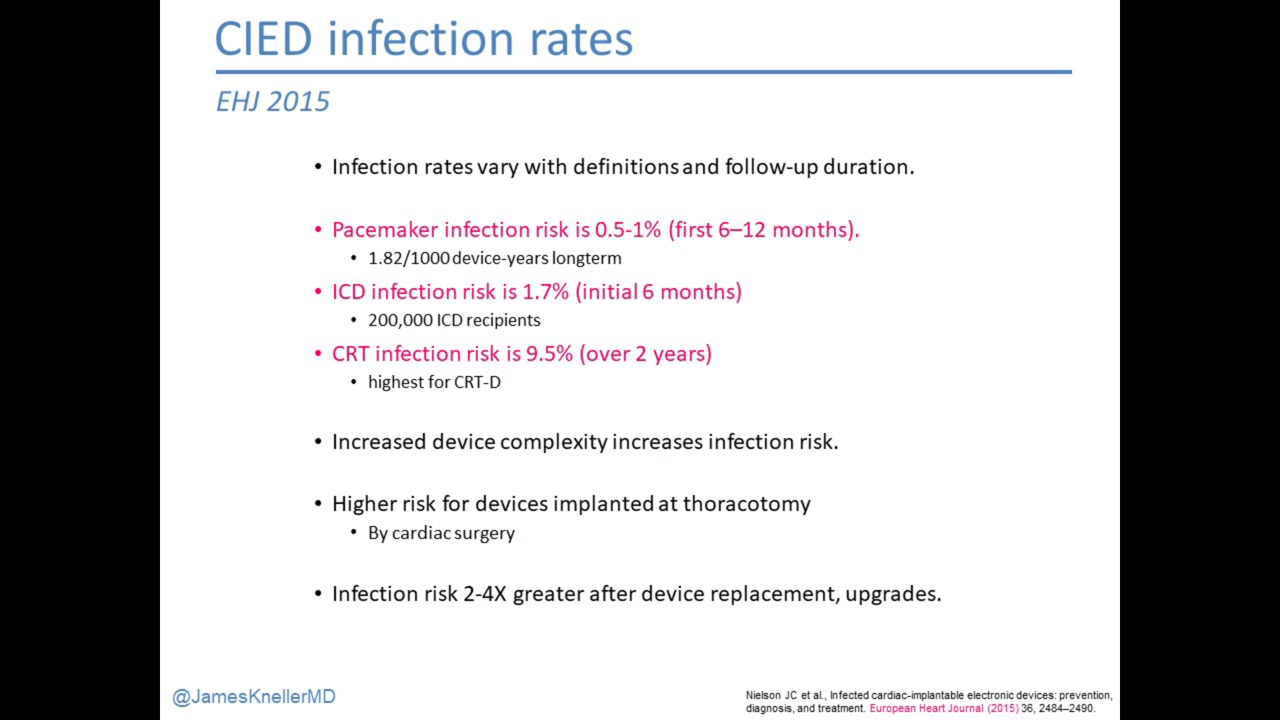 CIED infection rates
EHJ 2015
• Infection rates vary with definitions and follow-up duration.
• Pacemaker infection risk is 0.5-1% (first 6–12 months).
• 1.82/1000 device-years longterm
• ICD infection risk is 1.7% (initial 6 months)
• 200,000 ICD recipients
• CRT infection risk is 9.5% (over 2 years)
• highest for CRT-D
• Increased device complexity increases infection risk.
• Higher risk for devices implanted at thoracotomy
• By cardiac surgery
• Infection risk 2-4X greater after device replacement, upgrades.
@JamesKnellerMD
Nielson JC et al., Infected cardiac-implantable electronic devices: prevention,
diagnosis, and treatment. European Heart Journal (2015) 36, 2484–2490.